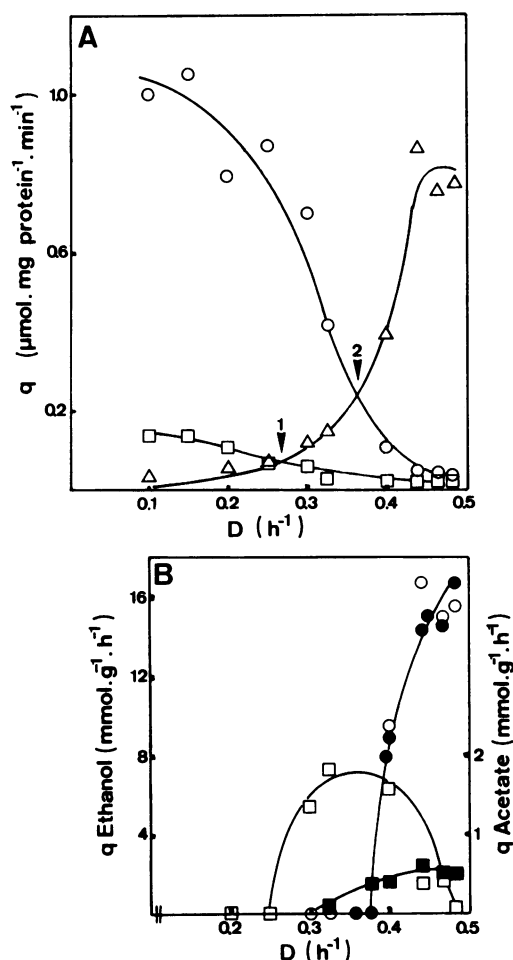 A
q (μmol.mg protein⁻¹.min⁻¹)
1.0
0.6
0.2
1
2
0.1 0.2 0.3 0.4 0.5
D (h⁻¹)
B
q Ethanol (mmol.g⁻¹.h⁻¹)
16
12
8
4
q Acetate (mmol.g⁻¹.h⁻¹)
2
1
0.2 0.3 0.4 0.5
D (h⁻¹)